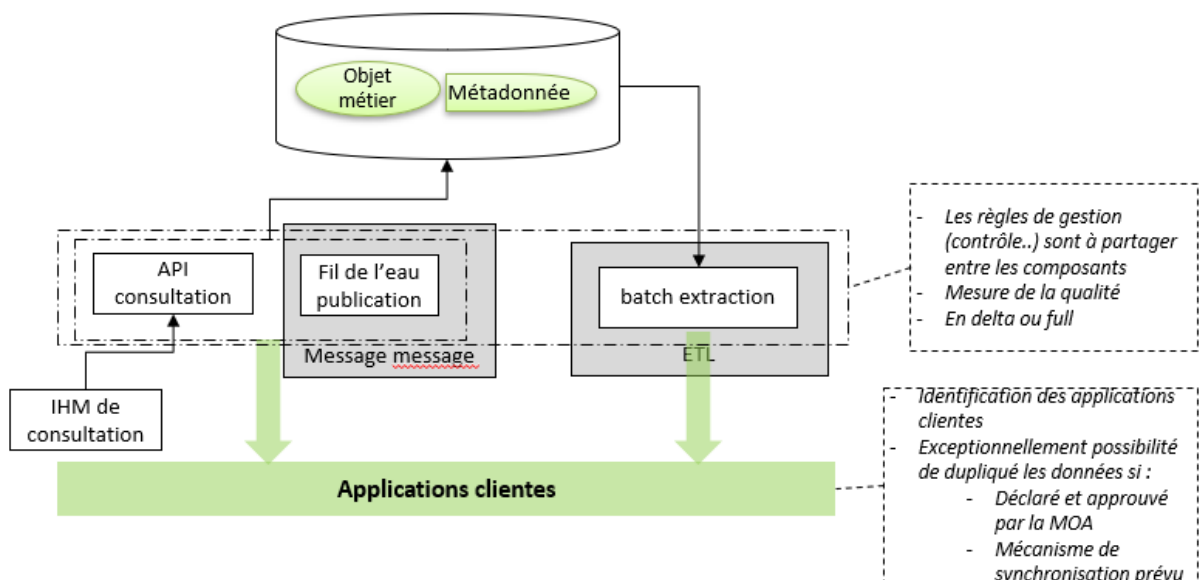 Objet
métier
Métadonnée
API
consultation
Fil de l'eau
publication
Message message
batch extraction
ETL
IHM de
consultation
Applications clientes
- Les règles de gestion
(contrôle..) sont à partager
entre les composants
- Mesure de la qualité
- En delta ou full
- Identification des applications
clientes
- Exceptionnellement possibilité
de dupliqué les données si :
- Déclaré et approuvé
par la MOA
- Mécanisme de
synchronisation prévu